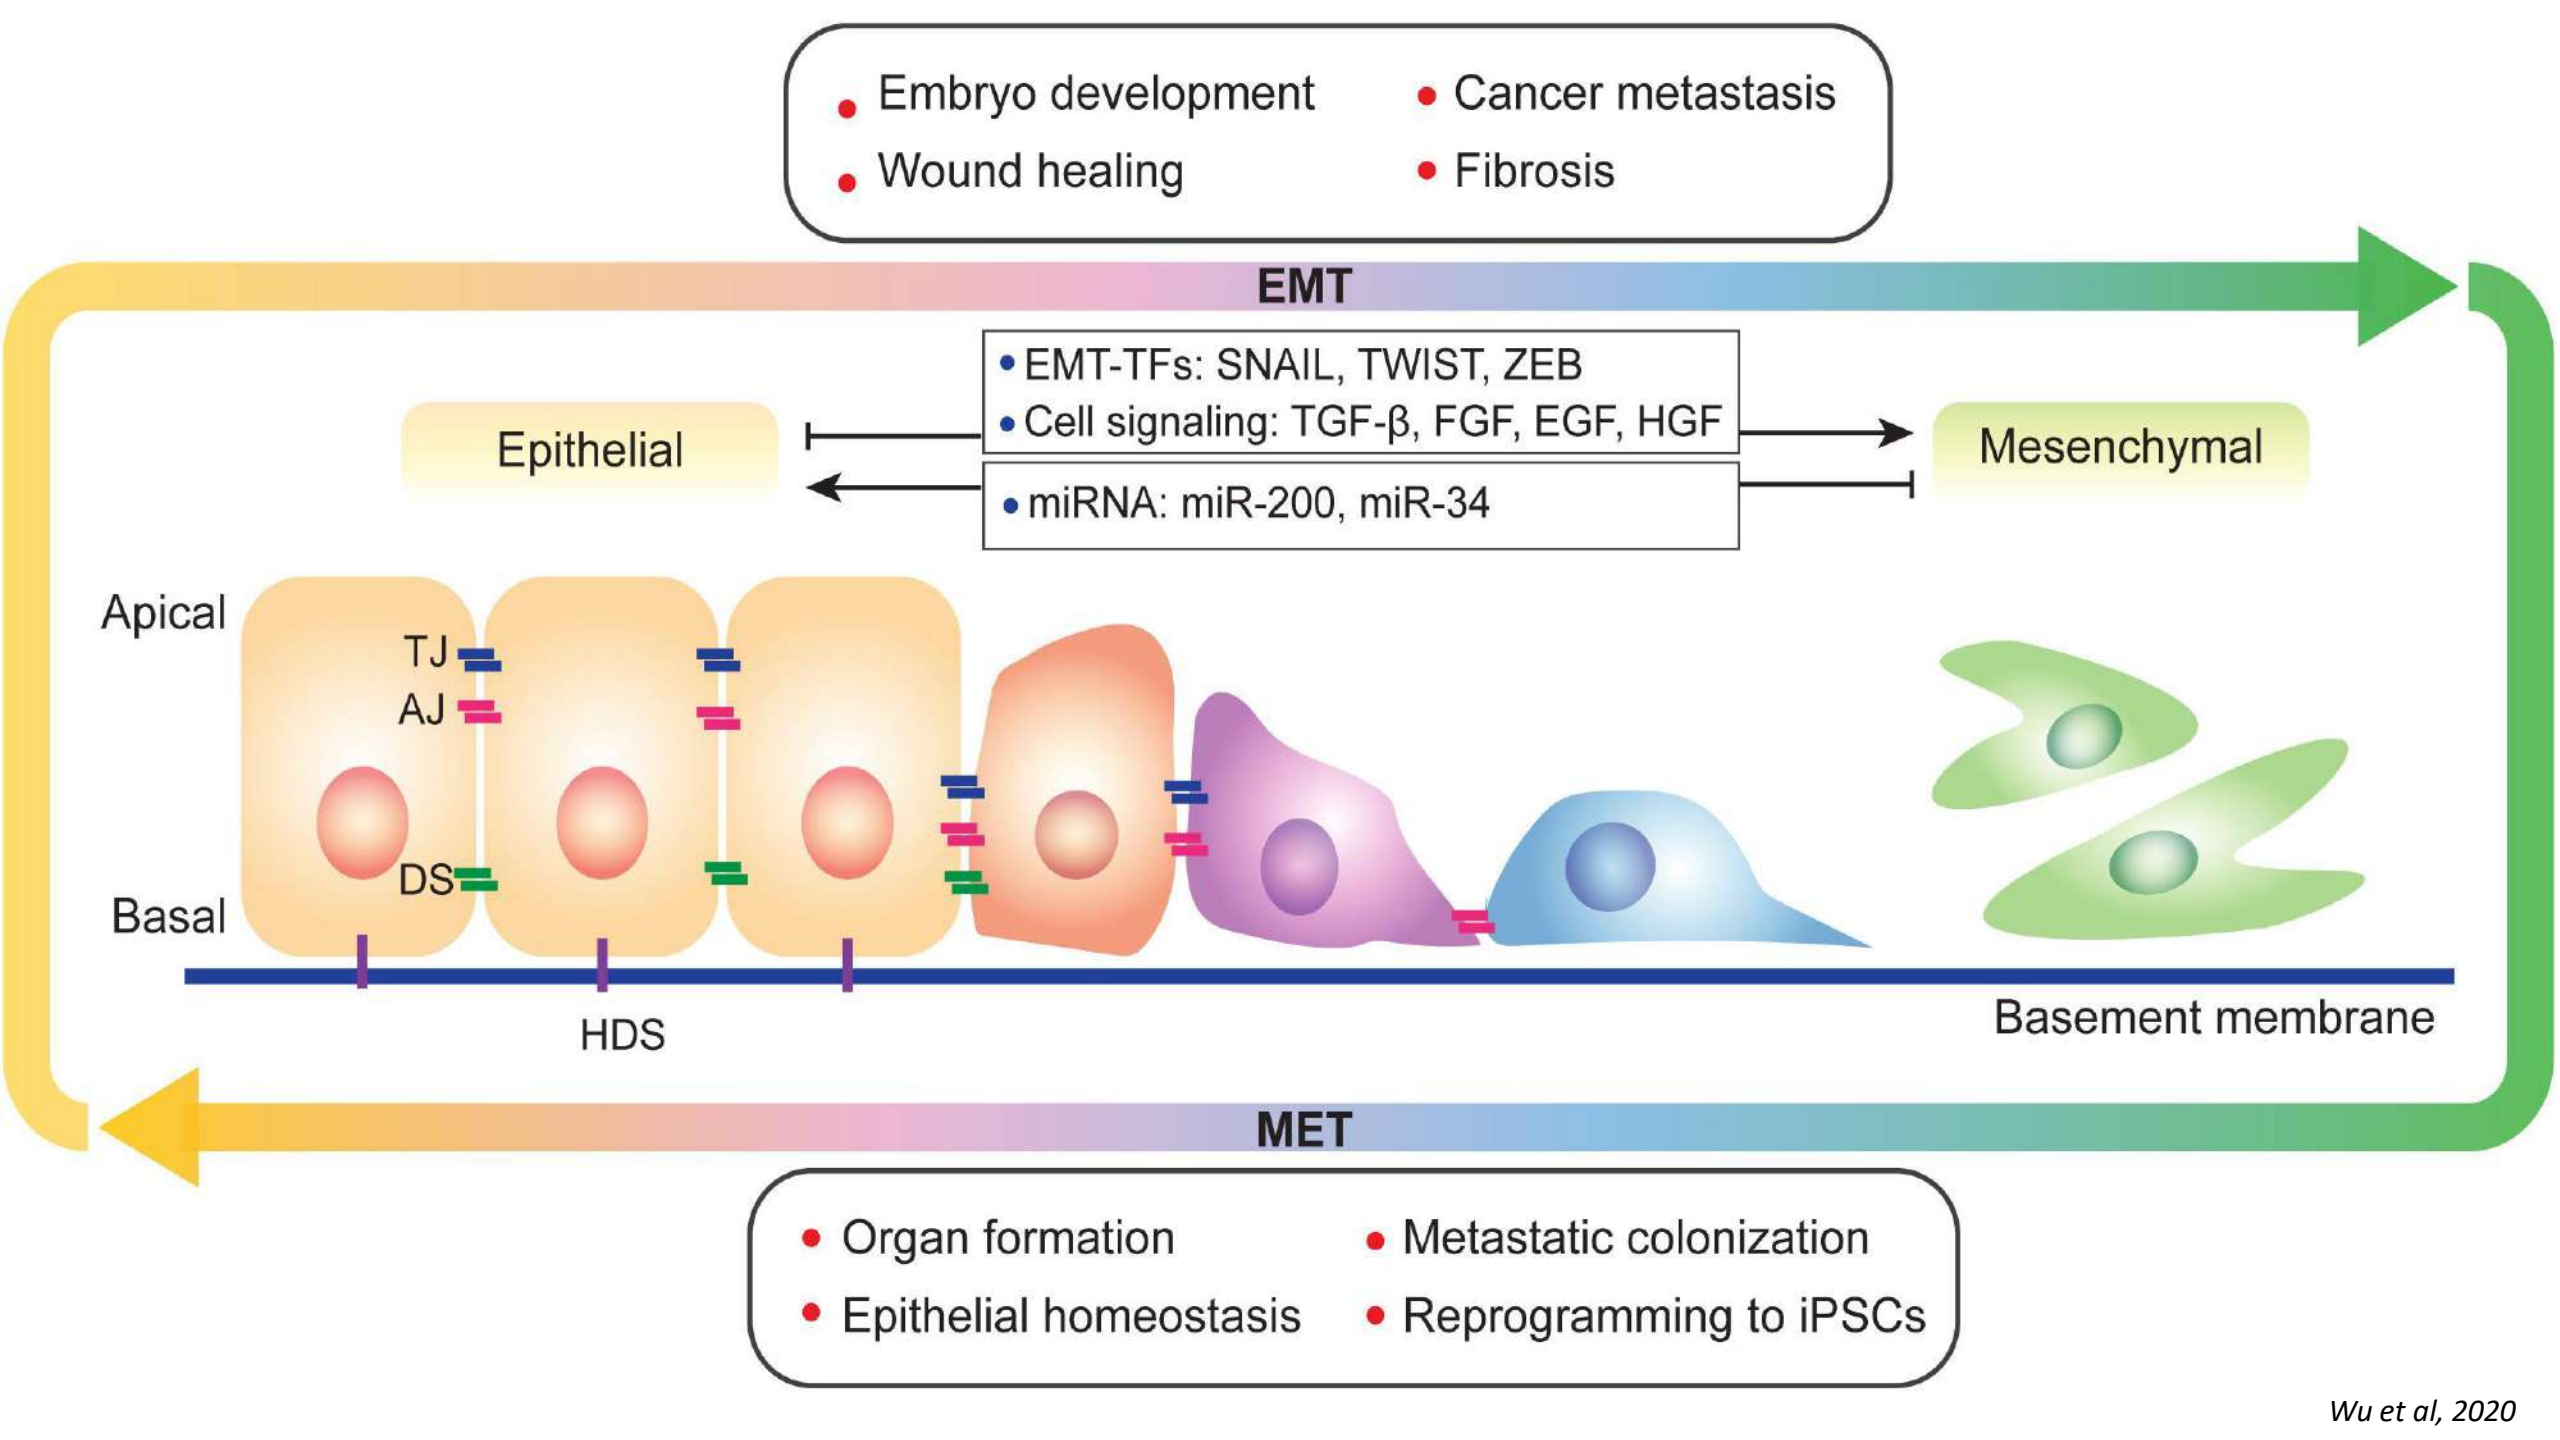 • Embryo development
• Cancer metastasis
• Wound healing
• Fibrosis
EMT
• EMT-TFs: SNAIL, TWIST, ZEB
• Cell signaling: TGF-β, FGF, EGF, HGF
Epithelial
Mesenchymal
• miRNA: miR-200, miR-34
Apical
TJ
AJ
DS
Basal
HDS
Basement membrane
MET
• Organ formation
• Metastatic colonization
• Epithelial homeostasis
• Reprogramming to iPSCs
Wu et al, 2020